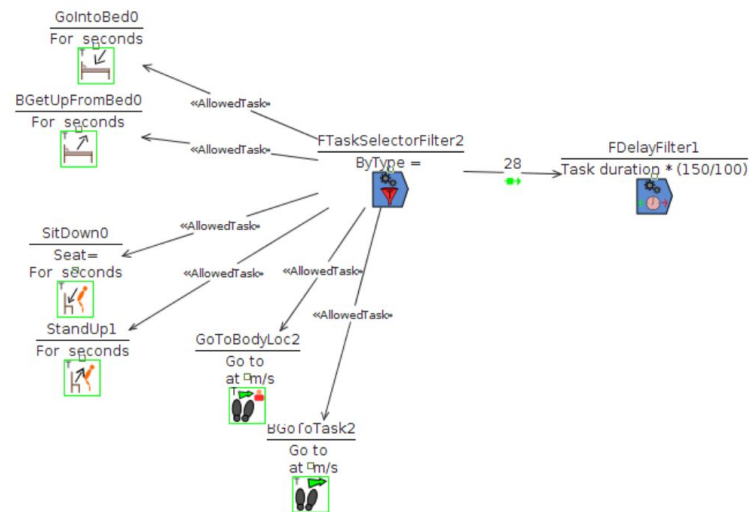 GoIntoBed0
For seconds
BGetUpFromBed0
For seconds
«AllowedTask»
«AllowedTask»
FTaskSelectorFilter2
ByType =
28
FDelayFilter1
Task duration * (150/100)
SitDown0
Seat=
For seconds
«AllowedTask»
«AllowedTask»
«AllowedTask»
«AllowedTask»
StandUp1
For seconds
GoToBodyLoc2
Go to
at m/s
BGoToTask2
Go to
at m/s